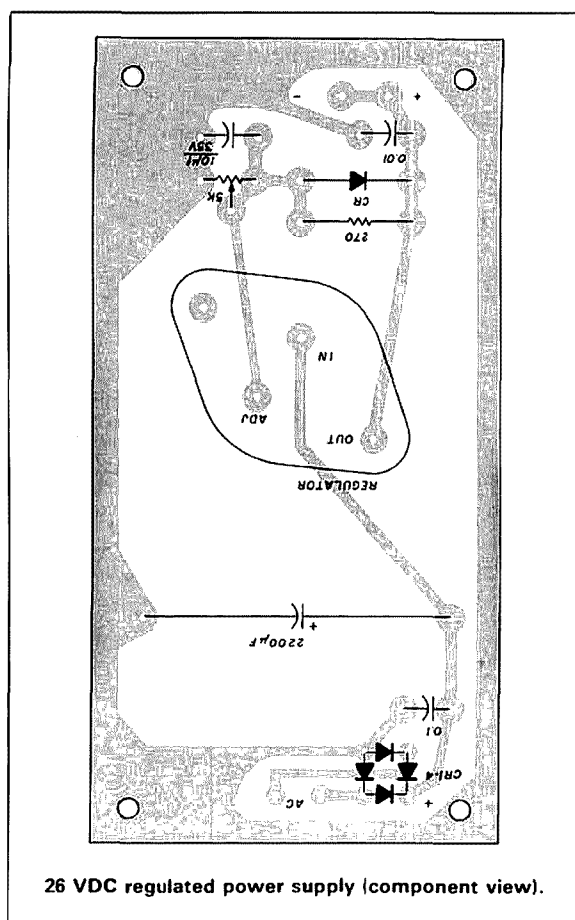 - +
10µf
35V
0.01
5K
CR
270
IN
ADJ
OUT
REGULATOR
+
2200µF
0.1
CR1-4
AC
+
26 VDC regulated power supply (component view).